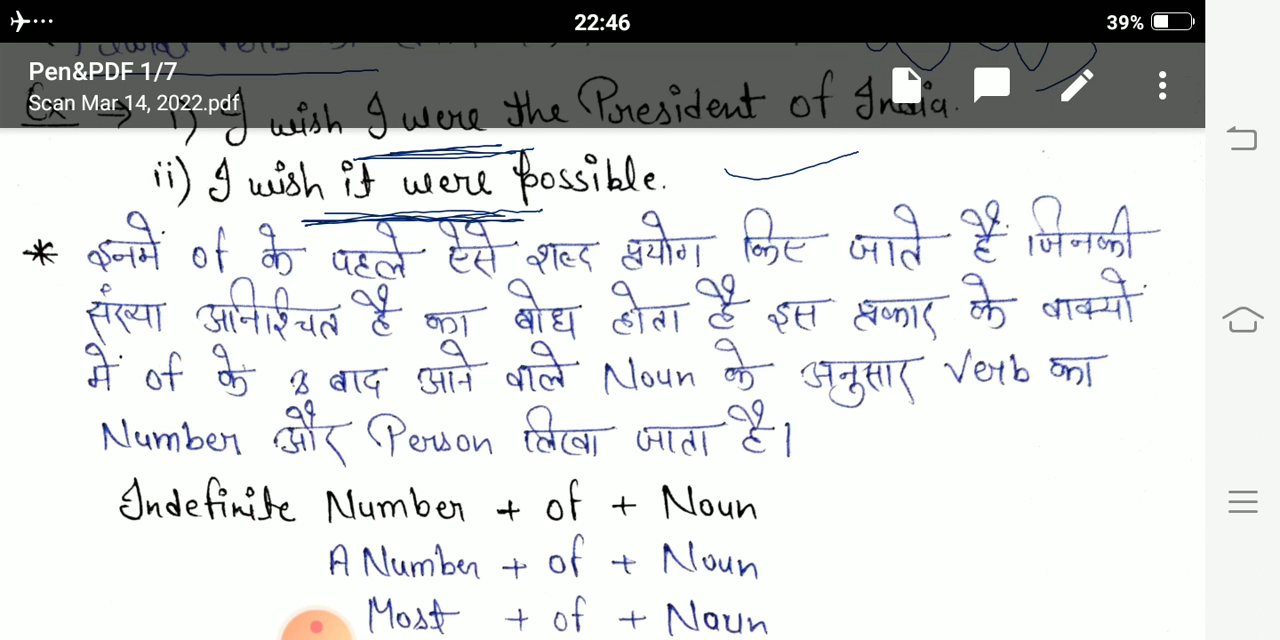 22:46
39%
Pen&PDF 1/7
Scan Mar 14, 2022.pdf
Ex → i) I wish I were the President of India.
ii) I wish it were possible.
* इनमें of के पहले ऐसे शब्द प्रयोग किए जाते हैं जिनकी
संख्या अनिश्चित है का बोध होता है इस प्रकार के वाक्यों
में of के बाद आने वाले Noun के अनुसार Verb का
Number और Person लिखा जाता है।
Indefinite Number + of + Noun
A Number + of + Noun
Most + of + Noun